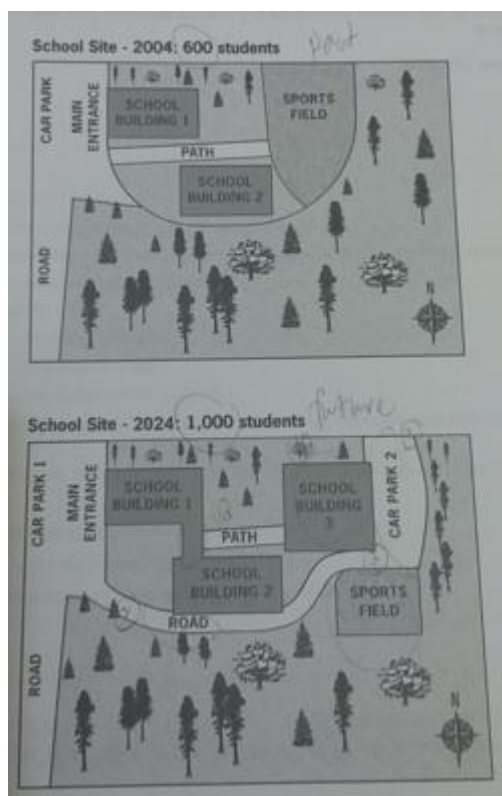 School Site - 2004: 600 students
past
CAR PARK
MAIN
ENTRANCE
SCHOOL
BUILDING 1
SPORTS
FIELD
PATH
SCHOOL
BUILDING 2
ROAD
N
School Site - 2024: 1,000 students
future
CAR PARK 1
MAIN
ENTRANCE
SCHOOL
BUILDING 1
SCHOOL
BUILDING
3
CAR PARK 2
PATH
SCHOOL
BUILDING 2
ROAD
SPORTS
FIELD
ROAD
N